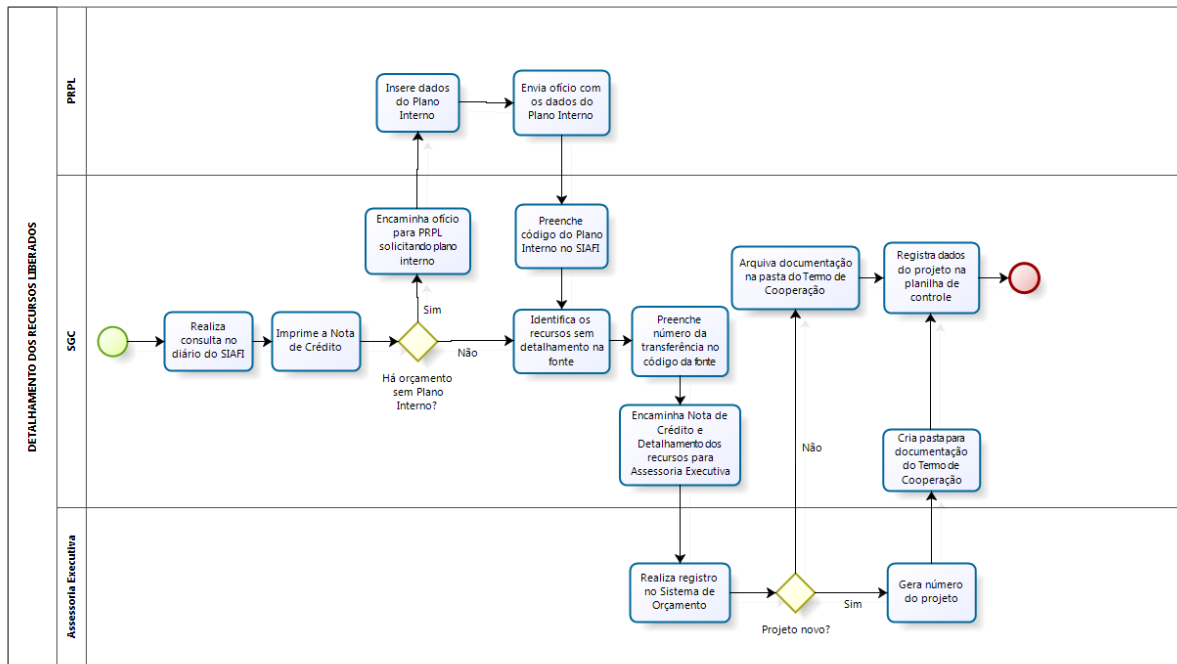 DETALHAMENTO DOS RECURSOS LIBERADOS
PRPL
Insere dados
do Plano
Interno
Envia ofício com
os dados do
Plano Interno
SGC
Encaminha ofício
para PRPL
solicitando plano
interno
Preenche
código do Plano
Interno no SIAFI
Arquiva documentação
na pasta do Termo de
Cooperação
Registra dados
do projeto na
planilha de
controle
Realiza
consulta no
diário do SIAFI
Imprime a Nota
de Crédito
Sim
Não
Há orçamento
sem Plano
Interno?
Identifica os
recursos sem
detalhamento na
fonte
Preenche
número da
transferência no
código da fonte
Encaminha Nota de
Crédito e
Detalhamento dos
recursos para
Assessoria Executiva
Não
Cria pasta para
documentação
do Termo de
Cooperação
Assessoria Executiva
Realiza registro
no Sistema de
Orçamento
Projeto novo?
Sim
Gera número
do projeto